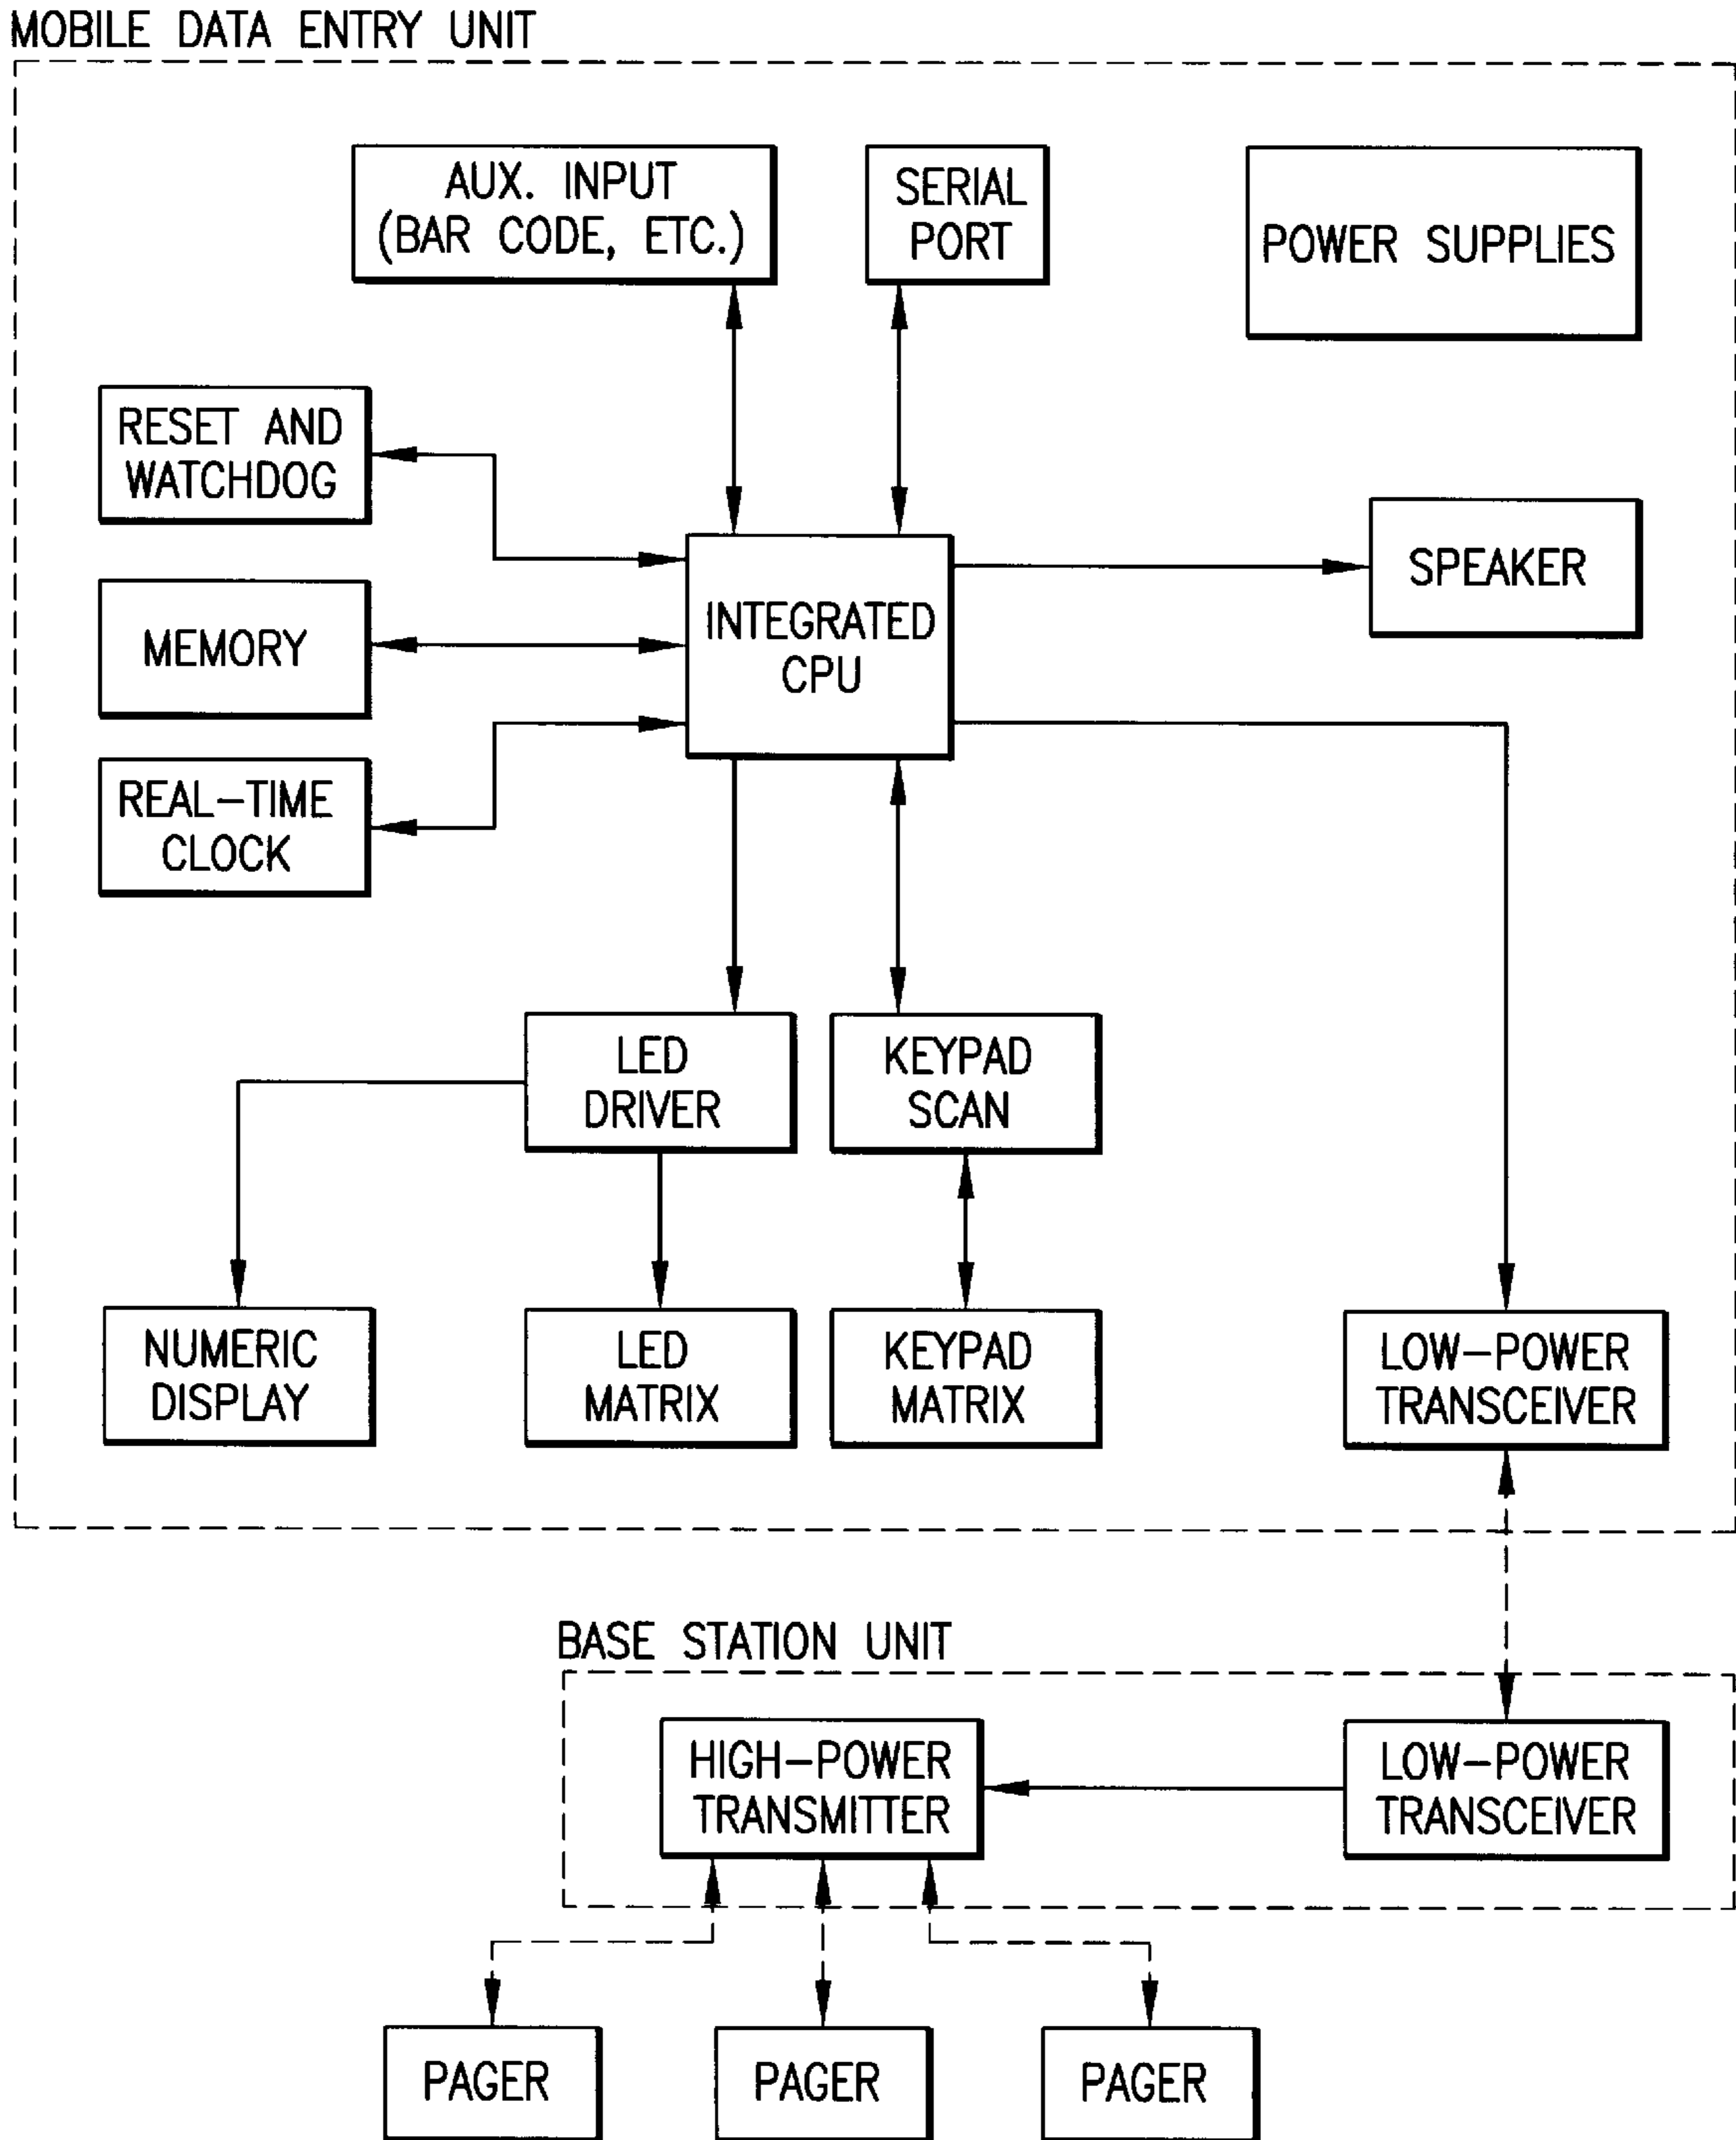 MOBILE DATA ENTRY UNIT
AUX. INPUT
(BAR CODE, ETC.)
SERIAL
PORT
POWER SUPPLIES
RESET AND
WATCHDOG
SPEAKER
MEMORY
INTEGRATED
CPU
REAL-TIME
CLOCK
LED
DRIVER
KEYPAD
SCAN
NUMERIC
DISPLAY
LED
MATRIX
KEYPAD
MATRIX
LOW-POWER
TRANSCEIVER
BASE STATION UNIT
HIGH-POWER
TRANSMITTER
LOW-POWER
TRANSCEIVER
PAGER
PAGER
PAGER